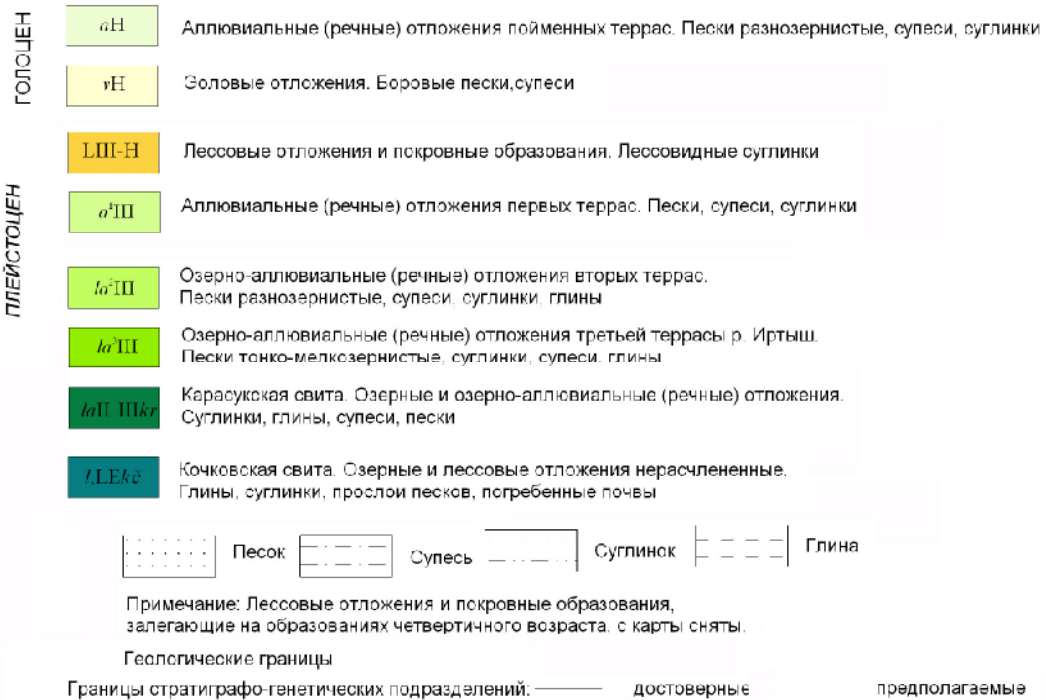 ГОЛОЦЕН
аН Аллювиальные (речные) отложения пойменных террас. Пески разнозернистые, супеси, суглинки
vН Эоловые отложения. Боровые пески,супеси
ПЛЕЙСТОЦЕН
LIII-H Лессовые отложения и покровные образования. Лессовидные суглинки
a¹III Аллювиальные (речные) отложения первых террас. Пески, супеси, суглинки
la²III Озерно-аллювиальные (речные) отложения вторых террас.
Пески разнозернистые, супеси, суглинки, глины
la³III Озерно-аллювиальные (речные) отложения третьей террасы р. Иртыш.
Пески тонко-мелкозернистые, суглинки, супеси. глины
laII-IIIkr Карасукская свита. Озерные и озерно-аллювиальные (речные) отложения.
Суглинки, глины, супеси, пески
l,LEkč Кочковская свита. Озерные и лессовые отложения нерасчлененные.
Глины, суглинки, прослои песков, погребенные почвы
Песок Супесь Суглинок Глина
Примечание: Лессовые отложения и покровные образования,
залегающие на образованиях четвертичного возраста. с карты сняты.
Геологические границы
Границы стратиграфо-генетических подразделений: достоверные предполагаемые